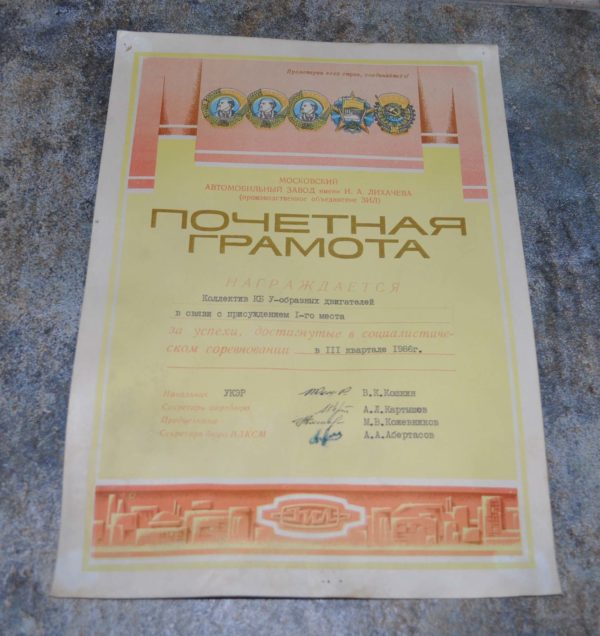 Пролетарии всех стран, соединяйтесь!
МОСКОВСКИЙ
АВТОМОБИЛЬНЫЙ ЗАВОД имени И. А. ЛИХАЧЕВА
(производственное объединение ЗИЛ)
ПОЧЕТНАЯ
ГРАМОТА
НАГРАЖДАЕТСЯ
Коллектив КБ У-образных двигателей
в связи с присуждением I-го места
за успехи, достигнутые в социалистиче-
ском соревновании в III квартале 1986г.
Начальник УКЭР В.К.Кошкин
Секретарь партбюро А.Л.Картышов
Предцехкома М.В.Кожевников
Секретарь бюро ВЛКСМ А.А.Абертасов
ЗИЛ